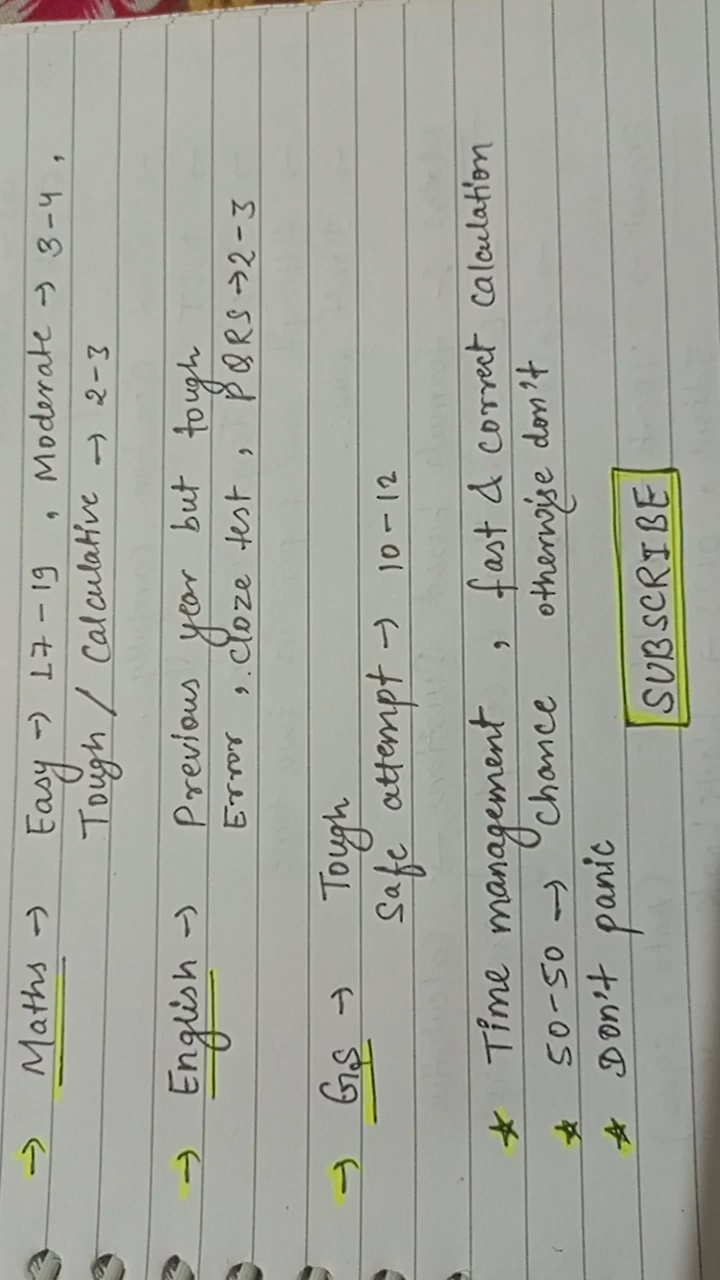 → Maths → Easy → 17-19 , Moderate → 3-4 ,
Tough / Calculative → 2-3
→ English → Previous year but tough
Error , Cloze test , PQRS → 2-3
→ GS → Tough
Safe attempt → 10-12
★ Time management , fast & correct calculation
★ 50-50 → Chance otherwise don't
★ Don't panic
SUBSCRIBE